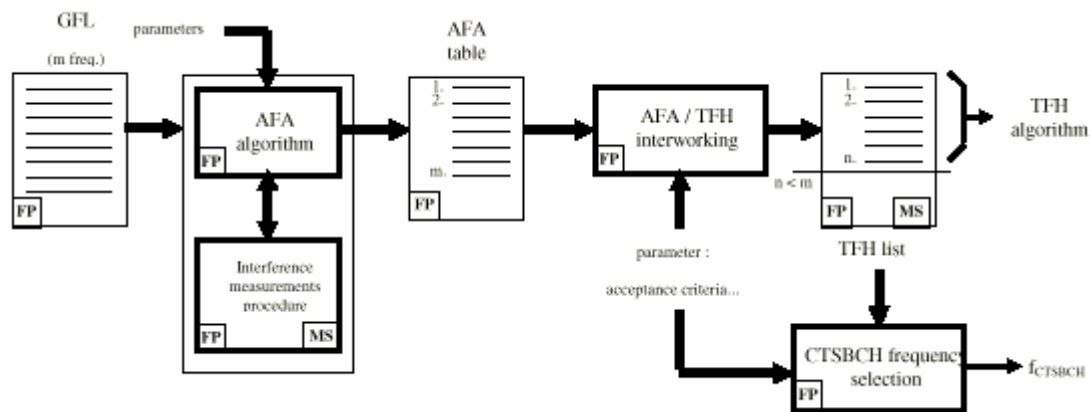 GFL
(m freq.)
parameters
AFA
table
1.
2.
m.
AFA
algorithm
FP
FP
FP
Interference
measurements
procedure
FP
MS
AFA / TFH
interworking
FP
n < m
1.
2.
n.
FP
MS
TFH
algorithm
TFH list
parameter :
acceptance criteria...
CTSBCH frequency
selection
FP
fCTSBCH